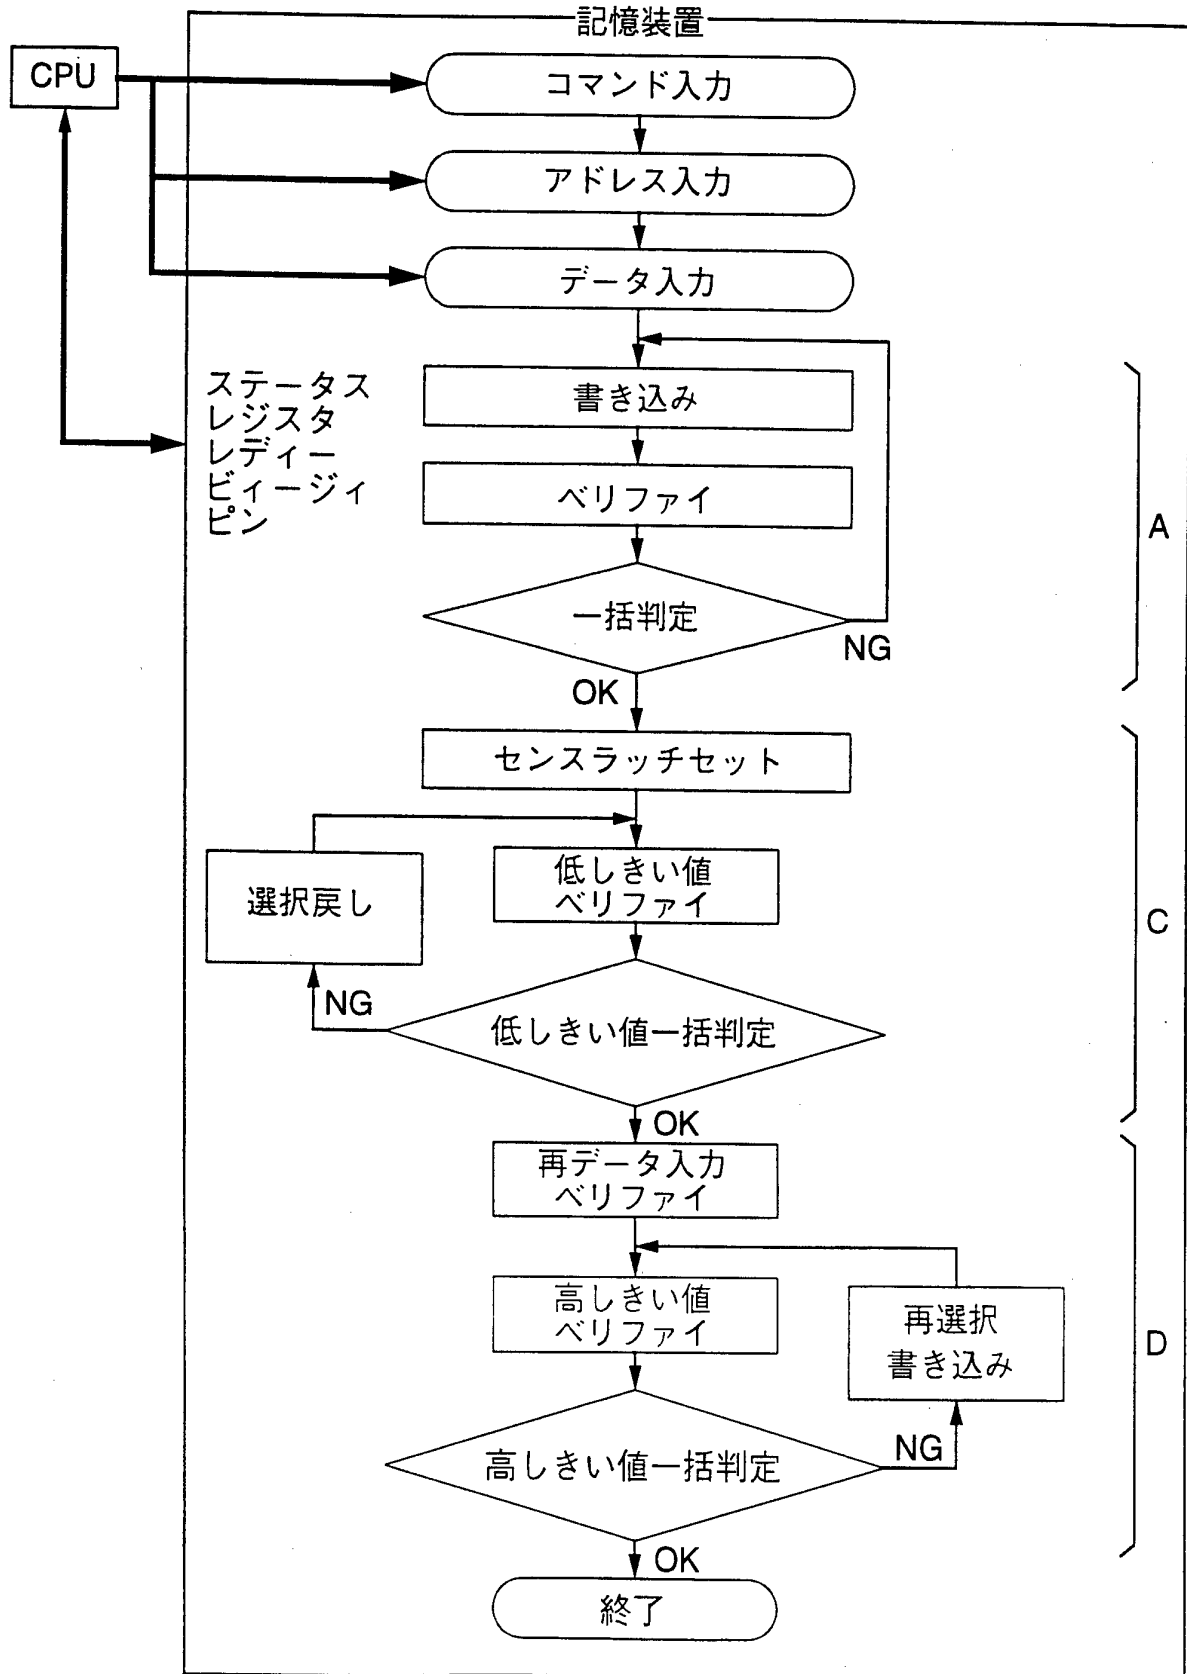 記憶装置
CPU
コマンド入力
アドレス入力
データ入力
ステータス
レジスタ
レディー
ビィージィ
ピン
書き込み
ベリファイ
一括判定
NG
OK
A
センスラッチセット
選択戻し
低しきい値
ベリファイ
NG
低しきい値一括判定
C
OK
再データ入力
ベリファイ
高しきい値
ベリファイ
再選択
書き込み
D
高しきい値一括判定
NG
OK
終了